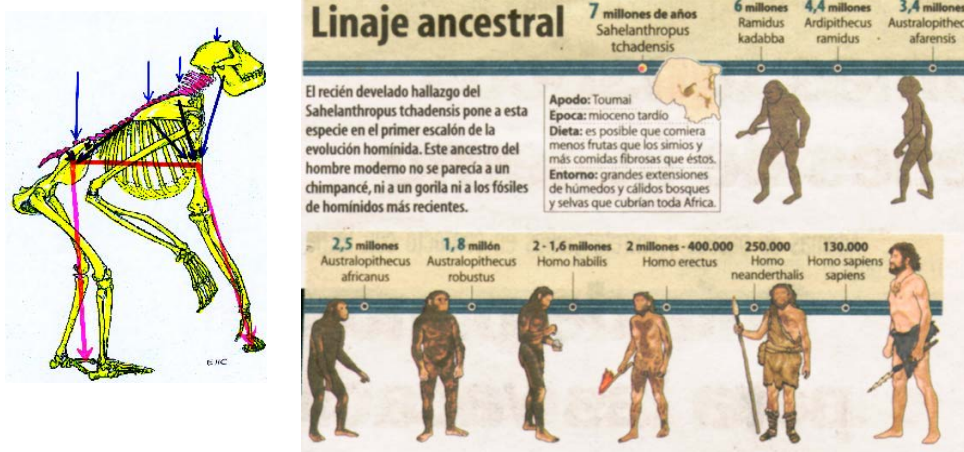 Linaje ancestral
7 millones de años
Sahelanthropus
tchadensis
6 millones
Ramidus
kadabba
4,4 millones
Ardipithecus
ramidus
3,4 millones
Australopithec
afarensis
El recién develado hallazgo del
Sahelanthropus tchadensis pone a esta
especie en el primer escalón de la
evolución homínida. Este ancestro del
hombre moderno no se parecía a un
chimpancé, ni a un gorila ni a los fósiles
de homínidos más recientes.
Apodo: Toumai
Epoca: mioceno tardío
Dieta: es posible que comiera
menos frutas que los simios y
más comidas fibrosas que éstos.
Entorno: grandes extensiones
de húmedos y cálidos bosques
y selvas que cubrían toda Africa.
2,5 millones
Australopithecus
africanus
1,8 millón
Australopithecus
robustus
2 - 1,6 millones
Homo habilis
2 millones - 400.000
Homo erectus
250.000
Homo
neanderthalis
130.000
Homo sapiens
sapiens